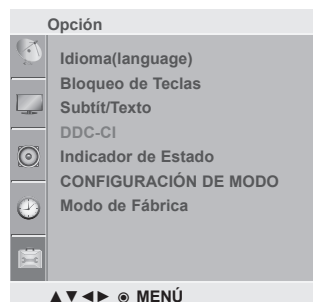 Opción
Idioma(language)
Bloqueo de Teclas
Subtít/Texto
DDC-CI
Indicador de Estado
CONFIGURACIÓN DE MODO
Modo de Fábrica
▲▼◄► ◉ MENÚ